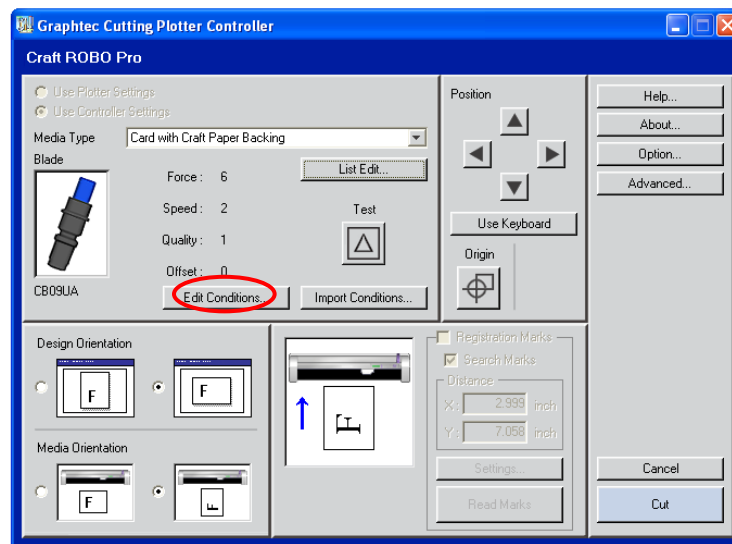 Graphtec Cutting Plotter Controller
Craft ROBO Pro
Use Plotter Settings
Use Controller Settings
Media Type Card with Craft Paper Backing
Blade
Force : 6
List Edit...
Speed : 2
Test
Quality : 1
Offset : 0
CB09UA
Edit Conditions...
Import Conditions...
Position
Use Keyboard
Origin
Help...
About...
Option...
Advanced...
Design Orientation
F
F
Media Orientation
F
F
F
Registration Marks
Search Marks
Distance
X : 2.999 inch
Y : 7.058 inch
Settings...
Read Marks
Cancel
Cut